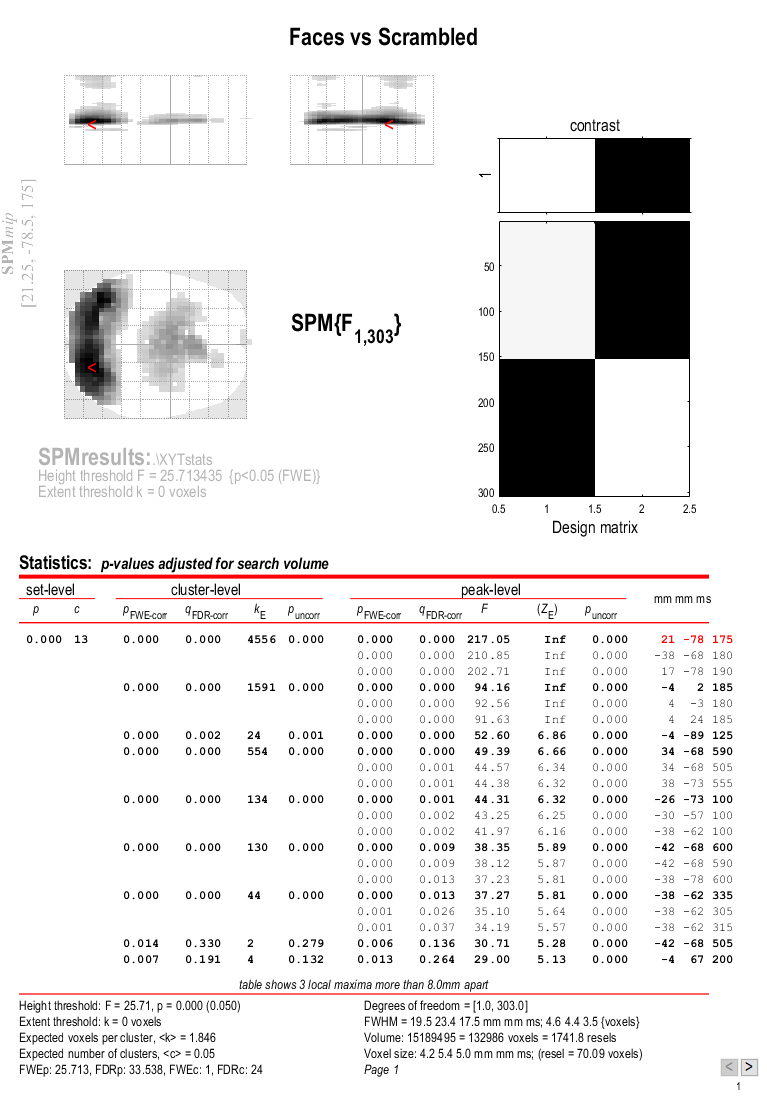 Faces vs Scrambled
contrast
1
SPMmip
[21.25, -78.5, 175]
<
<
<
SPM{F1,303}
50
100
150
200
250
300
0.5 1 1.5 2 2.5
Design matrix
SPMresults: .\XYTstats
Height threshold F = 25.713435 {p<0.05 (FWE)}
Extent threshold k = 0 voxels
Statistics: p-values adjusted for search volume
set-level cluster-level peak-level mm mm ms
p c pFWE-corr qFDR-corr kE puncorr pFWE-corr qFDR-corr F (ZE) puncorr
0.000 13 0.000 0.000 4556 0.000 0.000 0.000 217.05 Inf 0.000 21 -78 175
0.000 0.000 210.85 Inf 0.000 -38 -68 180
0.000 0.000 202.71 Inf 0.000 17 -78 190
0.000 0.000 1591 0.000 0.000 0.000 94.16 Inf 0.000 -4 2 185
0.000 0.000 92.56 Inf 0.000 4 -3 180
0.000 0.000 91.63 Inf 0.000 4 24 185
0.000 0.002 24 0.001 0.000 0.000 52.60 6.86 0.000 -4 -89 125
0.000 0.000 554 0.000 0.000 0.000 49.39 6.66 0.000 34 -68 590
0.000 0.001 44.57 6.34 0.000 34 -68 505
0.000 0.001 44.38 6.32 0.000 38 -73 555
0.000 0.000 134 0.000 0.000 0.001 44.31 6.32 0.000 -26 -73 100
0.000 0.002 43.25 6.25 0.000 -30 -57 100
0.000 0.002 41.97 6.16 0.000 -38 -62 100
0.000 0.000 130 0.000 0.000 0.009 38.35 5.89 0.000 -42 -68 600
0.000 0.009 38.12 5.87 0.000 -42 -68 590
0.000 0.013 37.23 5.81 0.000 -38 -78 600
0.000 0.000 44 0.000 0.000 0.013 37.27 5.81 0.000 -38 -62 335
0.001 0.026 35.10 5.64 0.000 -38 -62 305
0.001 0.037 34.19 5.57 0.000 -38 -62 315
0.014 0.330 2 0.279 0.006 0.136 30.71 5.28 0.000 -42 -68 505
0.007 0.191 4 0.132 0.013 0.264 29.00 5.13 0.000 -4 67 200
table shows 3 local maxima more than 8.0mm apart
Height threshold: F = 25.71, p = 0.000 (0.050)
Extent threshold: k = 0 voxels
Expected voxels per cluster, <k> = 1.846
Expected number of clusters, <c> = 0.05
FWEp: 25.713, FDRp: 33.538, FWEc: 1, FDRc: 24
Degrees of freedom = [1.0, 303.0]
FWHM = 19.5 23.4 17.5 mm mm ms; 4.6 4.4 3.5 {voxels}
Volume: 15189495 = 132986 voxels = 1741.8 resels
Voxel size: 4.2 5.4 5.0 mm mm ms; (resel = 70.09 voxels)
Page 1
< >
1